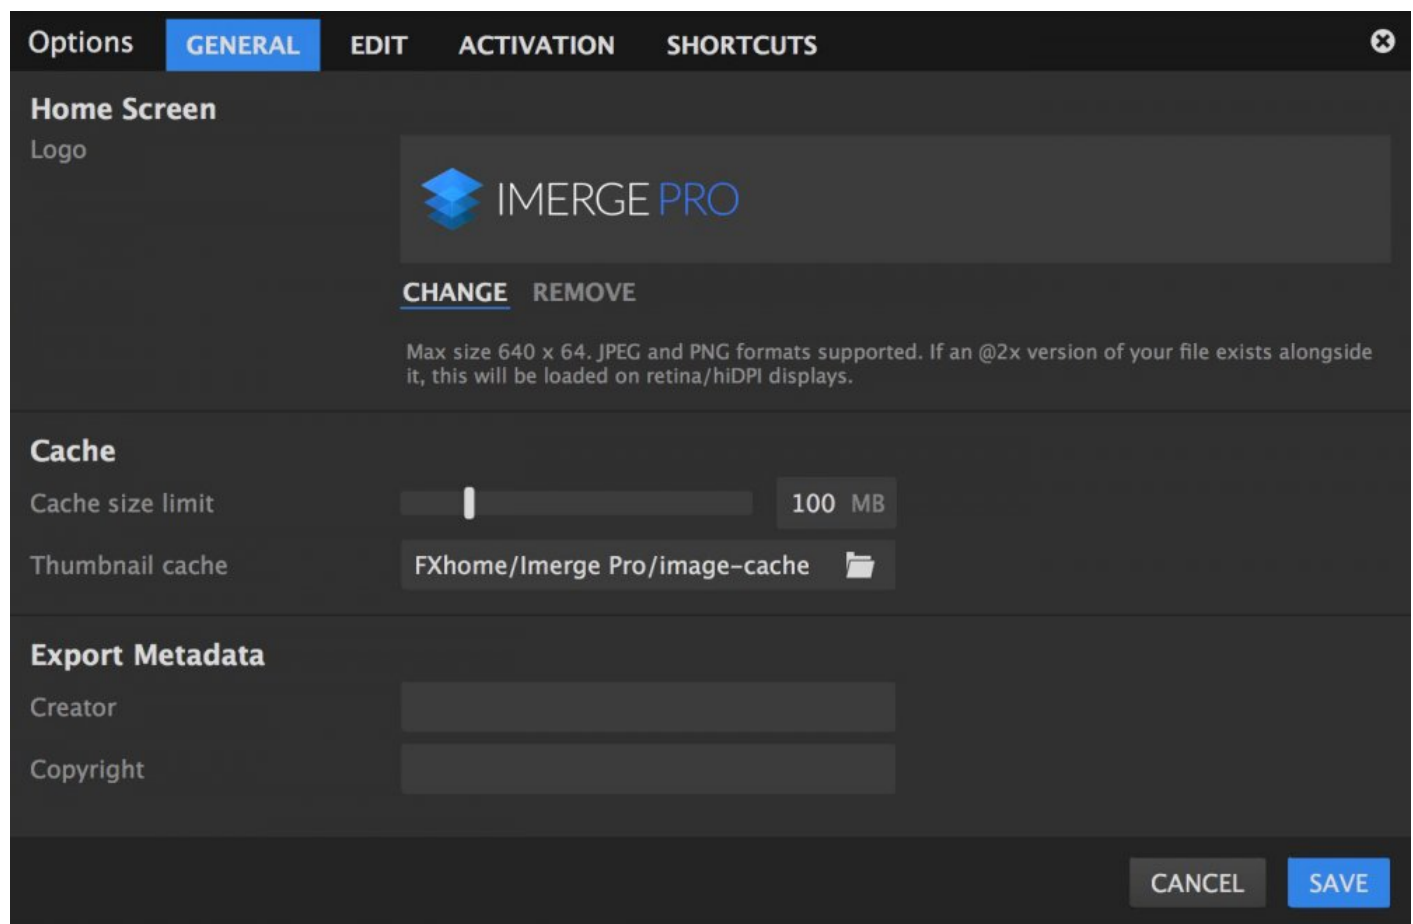 Options GENERAL EDIT ACTIVATION SHORTCUTS
Home Screen
Logo
IMERGE PRO
CHANGE REMOVE
Max size 640 x 64. JPEG and PNG formats supported. If an @2x version of your file exists alongside
it, this will be loaded on retina/hiDPI displays.
Cache
Cache size limit 100 MB
Thumbnail cache FXhome/Imerge Pro/image-cache
Export Metadata
Creator
Copyright
CANCEL SAVE